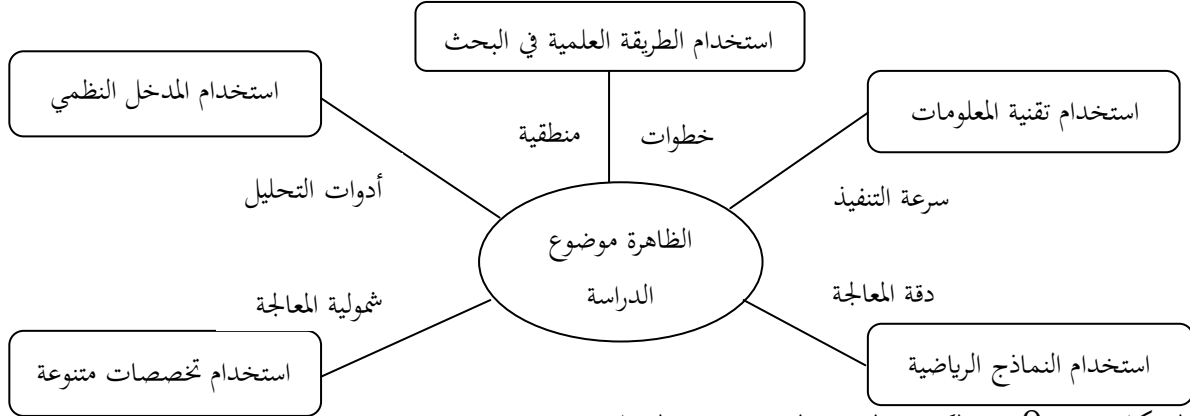 استخدام الطريقة العلمية في البحث
استخدام المدخل النظمي
استخدام تقنية المعلومات
خطوات منطقية
أدوات التحليل
سرعة التنفيذ
الظاهرة موضوع
الدراسة
شمولية المعالجة
دقة المعالجة
استخدام تخصصات متنوعة
استخدام النماذج الرياضية